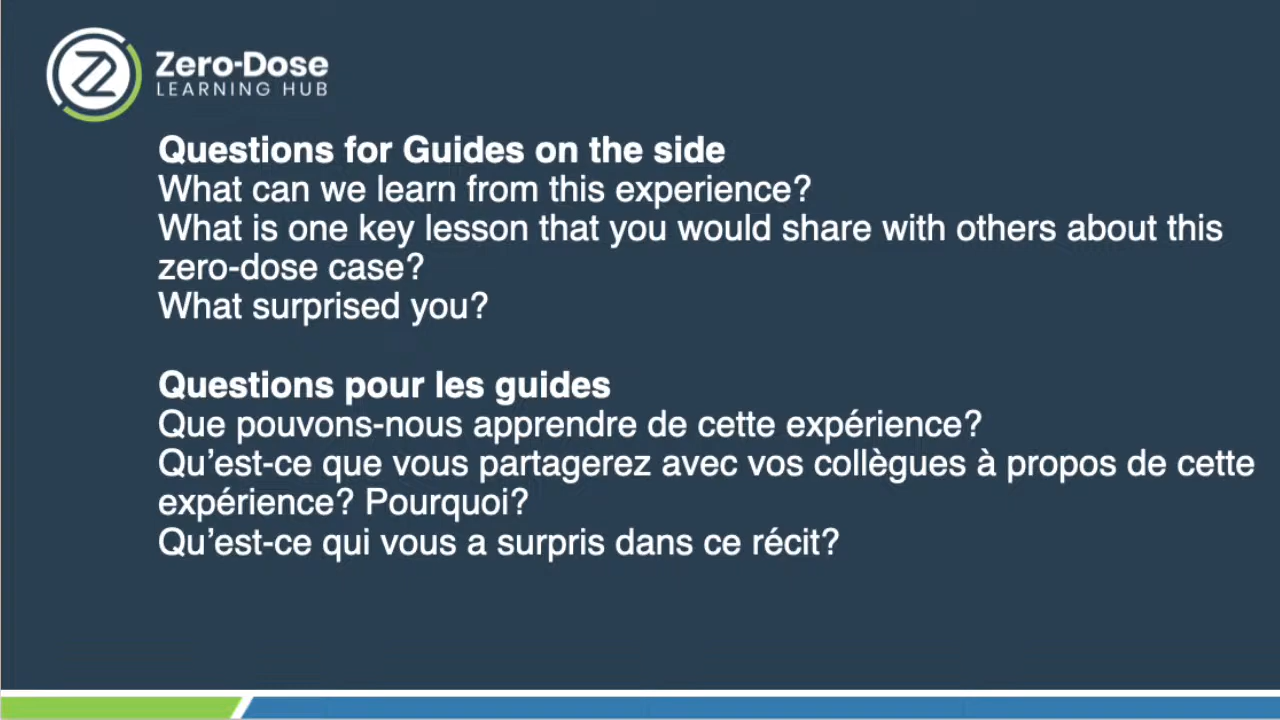 Zero-Dose
LEARNING HUB
Questions for Guides on the side
What can we learn from this experience?
What is one key lesson that you would share with others about this
zero-dose case?
What surprised you?
Questions pour les guides
Que pouvons-nous apprendre de cette expérience?
Qu’est-ce que vous partagerez avec vos collègues à propos de cette
expérience? Pourquoi?
Qu’est-ce qui vous a surpris dans ce récit?